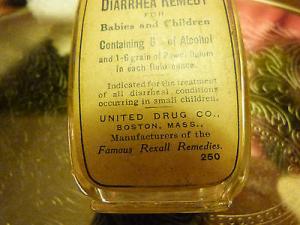 DIARRHEA REMEDY
FOR
Babies and Children
Containing of Alcohol
and 1-6 grain of Opium
in each fluid ounce.
Indicated for the treatment
of all diarrheal conditions
occurring in small children.
UNITED DRUG CO.,
BOSTON, MASS.,
Manufacturers of the
Famous Rexall Remedies.
250